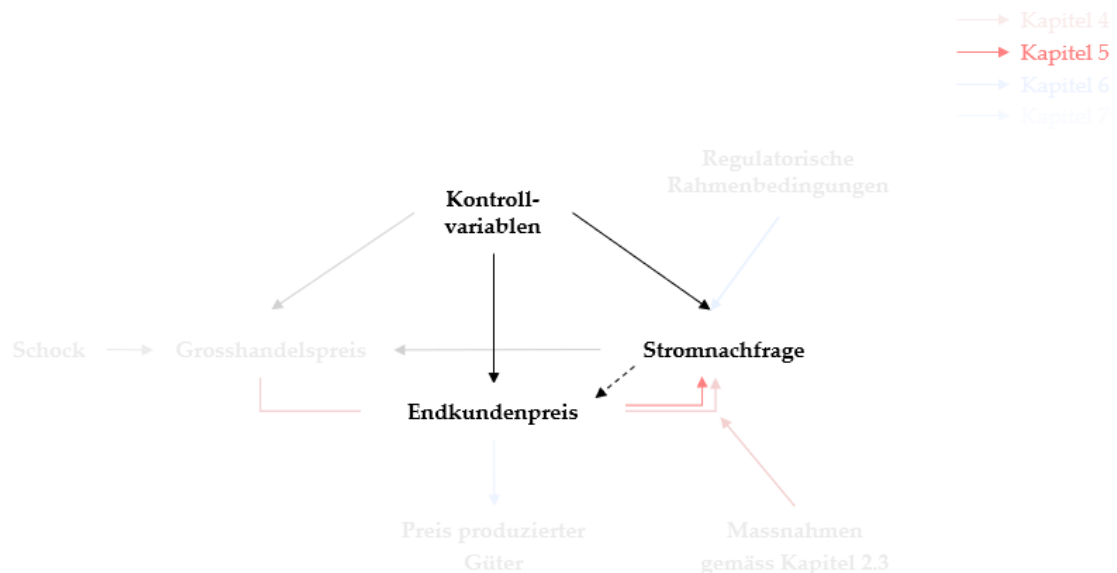 Kapitel 4
Kapitel 5
Kapitel 6
Kapitel 7
Regulatorische
Rahmenbedingungen
Kontroll-
variablen
Schock
Grosshandelspreis
Stromnachfrage
Endkundenpreis
Preis produzierter
Güter
Massnahmen
gemäss Kapitel 2.3